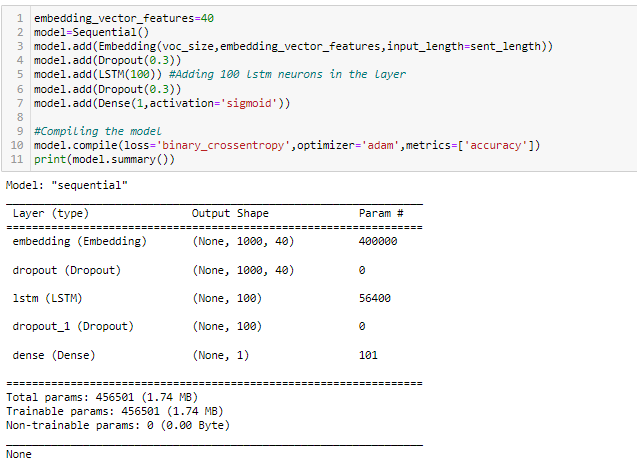 1 embedding_vector_features=40
2 model=Sequential()
3 model.add(Embedding(voc_size,embedding_vector_features,input_length=sent_length))
4 model.add(Dropout(0.3))
5 model.add(LSTM(100)) #Adding 100 lstm neurons in the layer
6 model.add(Dropout(0.3))
7 model.add(Dense(1,activation='sigmoid'))
8
9 #Compiling the model
10 model.compile(loss='binary_crossentropy',optimizer='adam',metrics=['accuracy'])
11 print(model.summary())
Model: "sequential"
_________________________________________________________________
Layer (type) Output Shape Param #
=================================================================
embedding (Embedding) (None, 1000, 40) 400000
dropout (Dropout) (None, 1000, 40) 0
lstm (LSTM) (None, 100) 56400
dropout_1 (Dropout) (None, 100) 0
dense (Dense) (None, 1) 101
=================================================================
Total params: 456501 (1.74 MB)
Trainable params: 456501 (1.74 MB)
Non-trainable params: 0 (0.00 Byte)
_________________________________________________________________
None